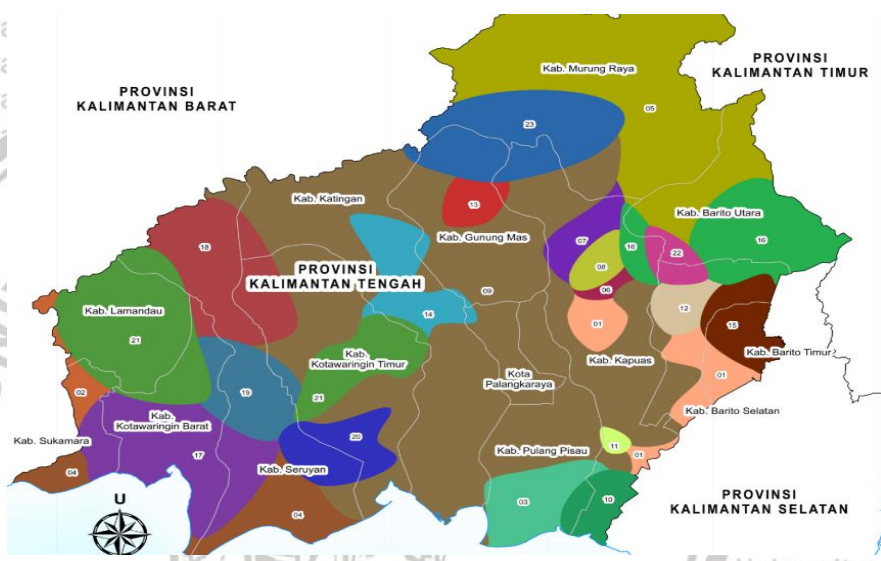 PROVINSI
KALIMANTAN TIMUR
Kab. Murung Raya
PROVINSI
KALIMANTAN BARAT
05
23
Kab. Katingan
13
Kab. Barito Utara
18
Kab. Gunung Mas
07
16
16
22
08
PROVINSI
KALIMANTAN TENGAH
06
09
Kab. Lamandau
14
12
01
15
21
Kab.
Kotawaringin Timur
Kab. Kapuas
Kab. Barito Timur
Kota
Palangkaraya
01
02
19
21
Kab. Barito Selatan
Kab.
Kotawaringin Barat
Kab. Sukamara
20
11
17
Kab. Seruyan
Kab. Pulang Pisau
01
04
U
04
03
10
PROVINSI
KALIMANTAN SELATAN